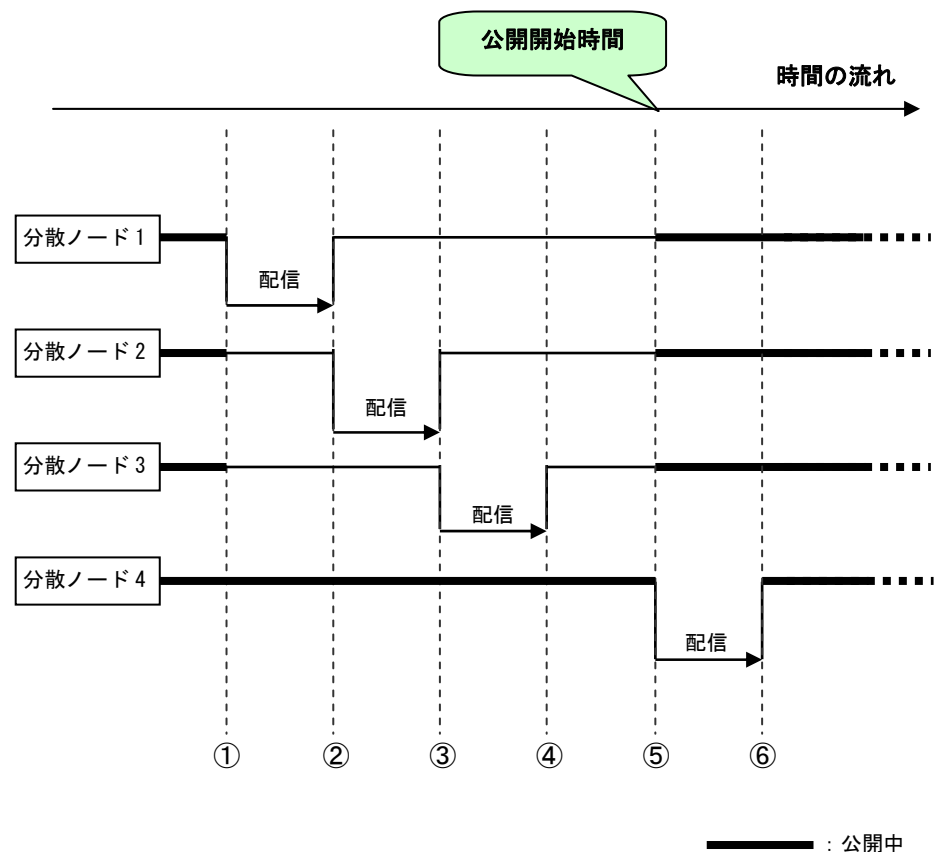 公開開始時間
時間の流れ
分散ノード1
配信
分散ノード2
配信
分散ノード3
配信
分散ノード4
配信
① ② ③ ④ ⑤ ⑥
：公開中